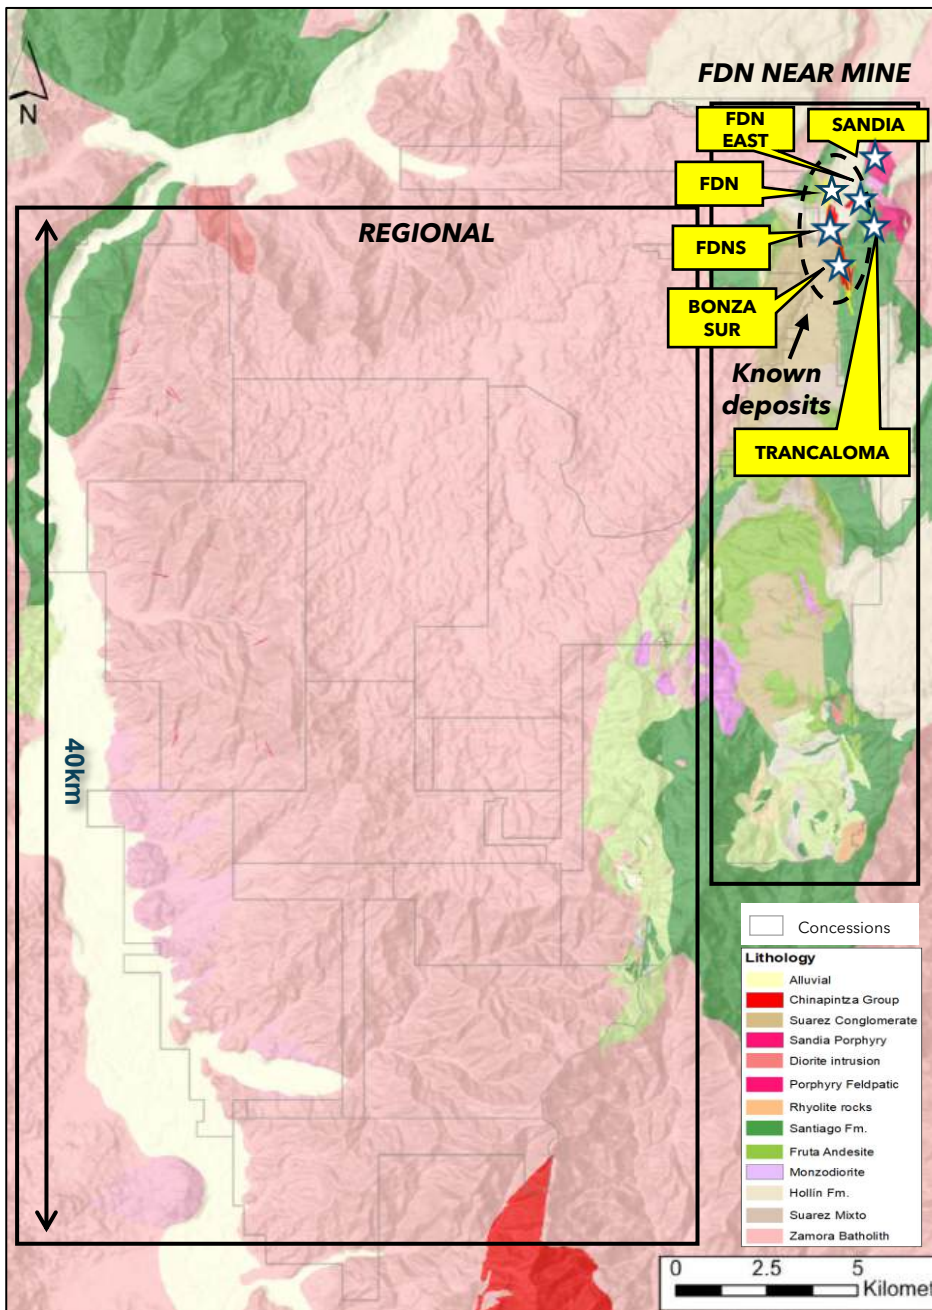 N
FDN NEAR MINE
FDN
EAST
SANDIA
FDN
REGIONAL
FDNS
BONZA
SUR
Known
deposits
TRANCALOMA
40km
Concessions
Lithology
Alluvial
Chinapintza Group
Suarez Conglomerate
Sandia Porphyry
Diorite intrusion
Porphyry Feldpatic
Rhyolite rocks
Santiago Fm.
Fruta Andesite
Monzodiorite
Hollín Fm.
Suarez Mixto
Zamora Batholith
0 2.5 5
Kilomet